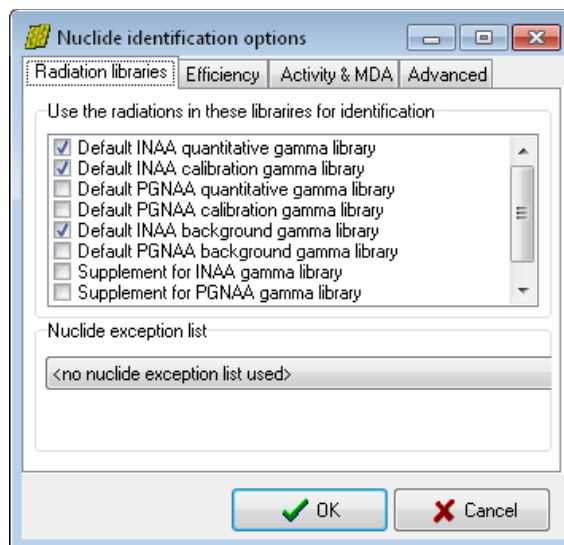 Nuclide identification options
Radiation libraries Efficiency Activity & MDA Advanced
Use the radiations in these librarires for identification
Default INAA quantitative gamma library
Default INAA calibration gamma library
Default PGNAA quantitative gamma library
Default PGNAA calibration gamma library
Default INAA background gamma library
Default PGNAA background gamma library
Supplement for INAA gamma library
Supplement for PGNAA gamma library
Nuclide exception list
<no nuclide exception list used>
OK Cancel